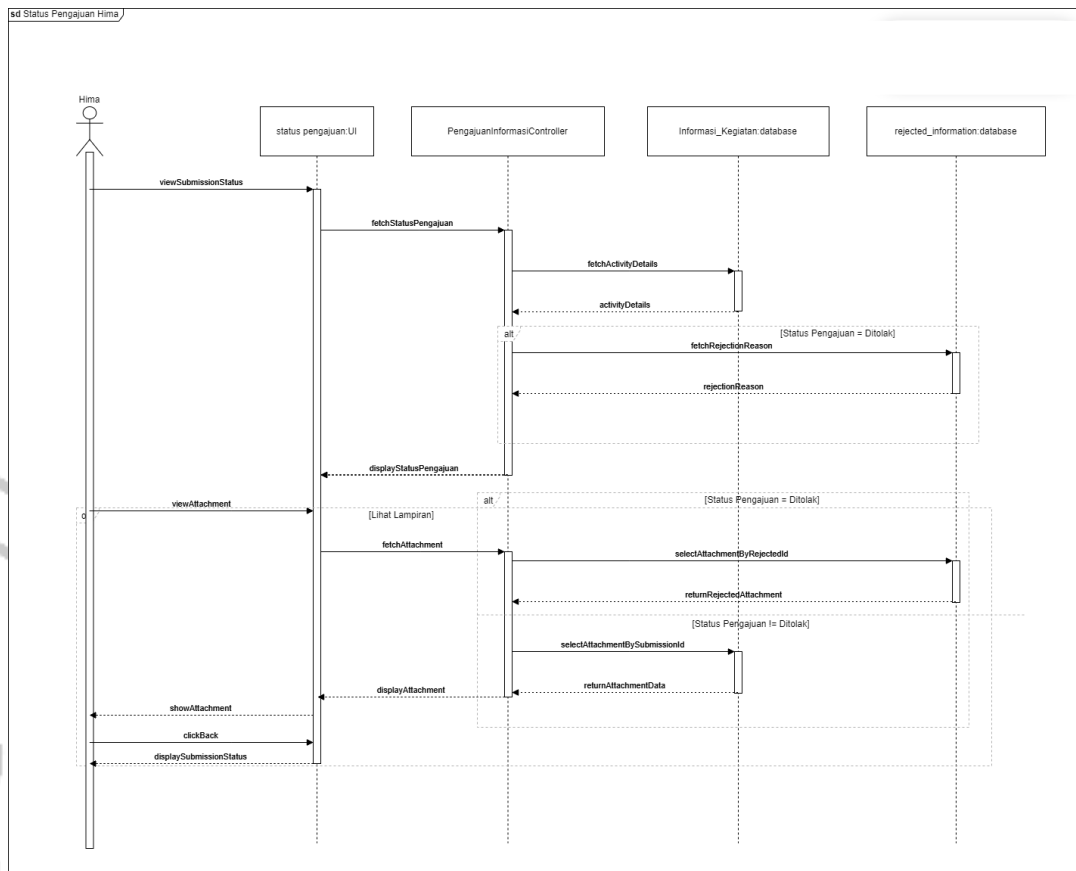 sd Status Pengajuan Hima
Hima
status pengajuan:UI
PengajuanInformasiController
Informasi_Kegiatan:database
rejected_information:database
viewSubmissionStatus
fetchStatusPengajuan
fetchActivityDetails
activityDetails
alt
[Status Pengajuan = Ditolak]
fetchRejectionReason
rejectionReason
displayStatusPengajuan
alt
[Status Pengajuan = Ditolak]
viewAttachment
[Lihat Lampiran]
fetchAttachment
selectAttachmentByRejectedId
returnRejectedAttachment
[Status Pengajuan != Ditolak]
selectAttachmentBySubmissionId
returnAttachmentData
displayAttachment
showAttachment
clickBack
displaySubmissionStatus